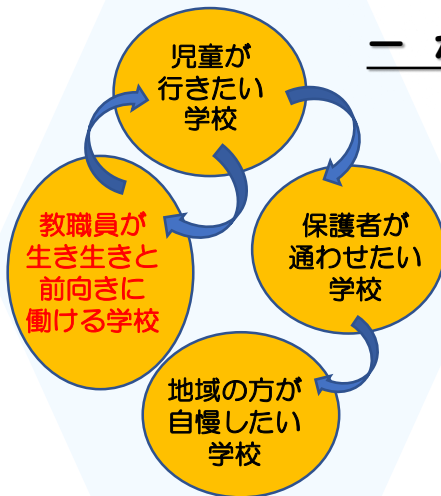 児童が
行きたい
学校
教職員が
生き生きと
前向きに
働ける学校
保護者が
通わせたい
学校
地域の方が
自慢したい
学校